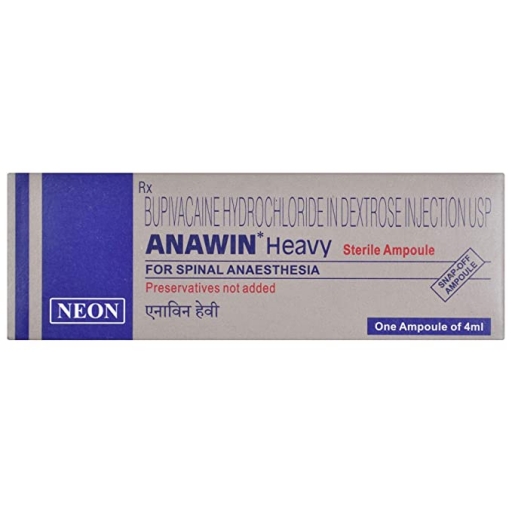 Rx
BUPIVACAINE HYDROCHLORIDE IN DEXTROSE INJECTION USP
ANAWIN* Heavy Sterile Ampoule
FOR SPINAL ANAESTHESIA
Preservatives not added
एनाविन हेवी
SNAP-OFF
AMPOULE
NEON
One Ampoule of 4ml